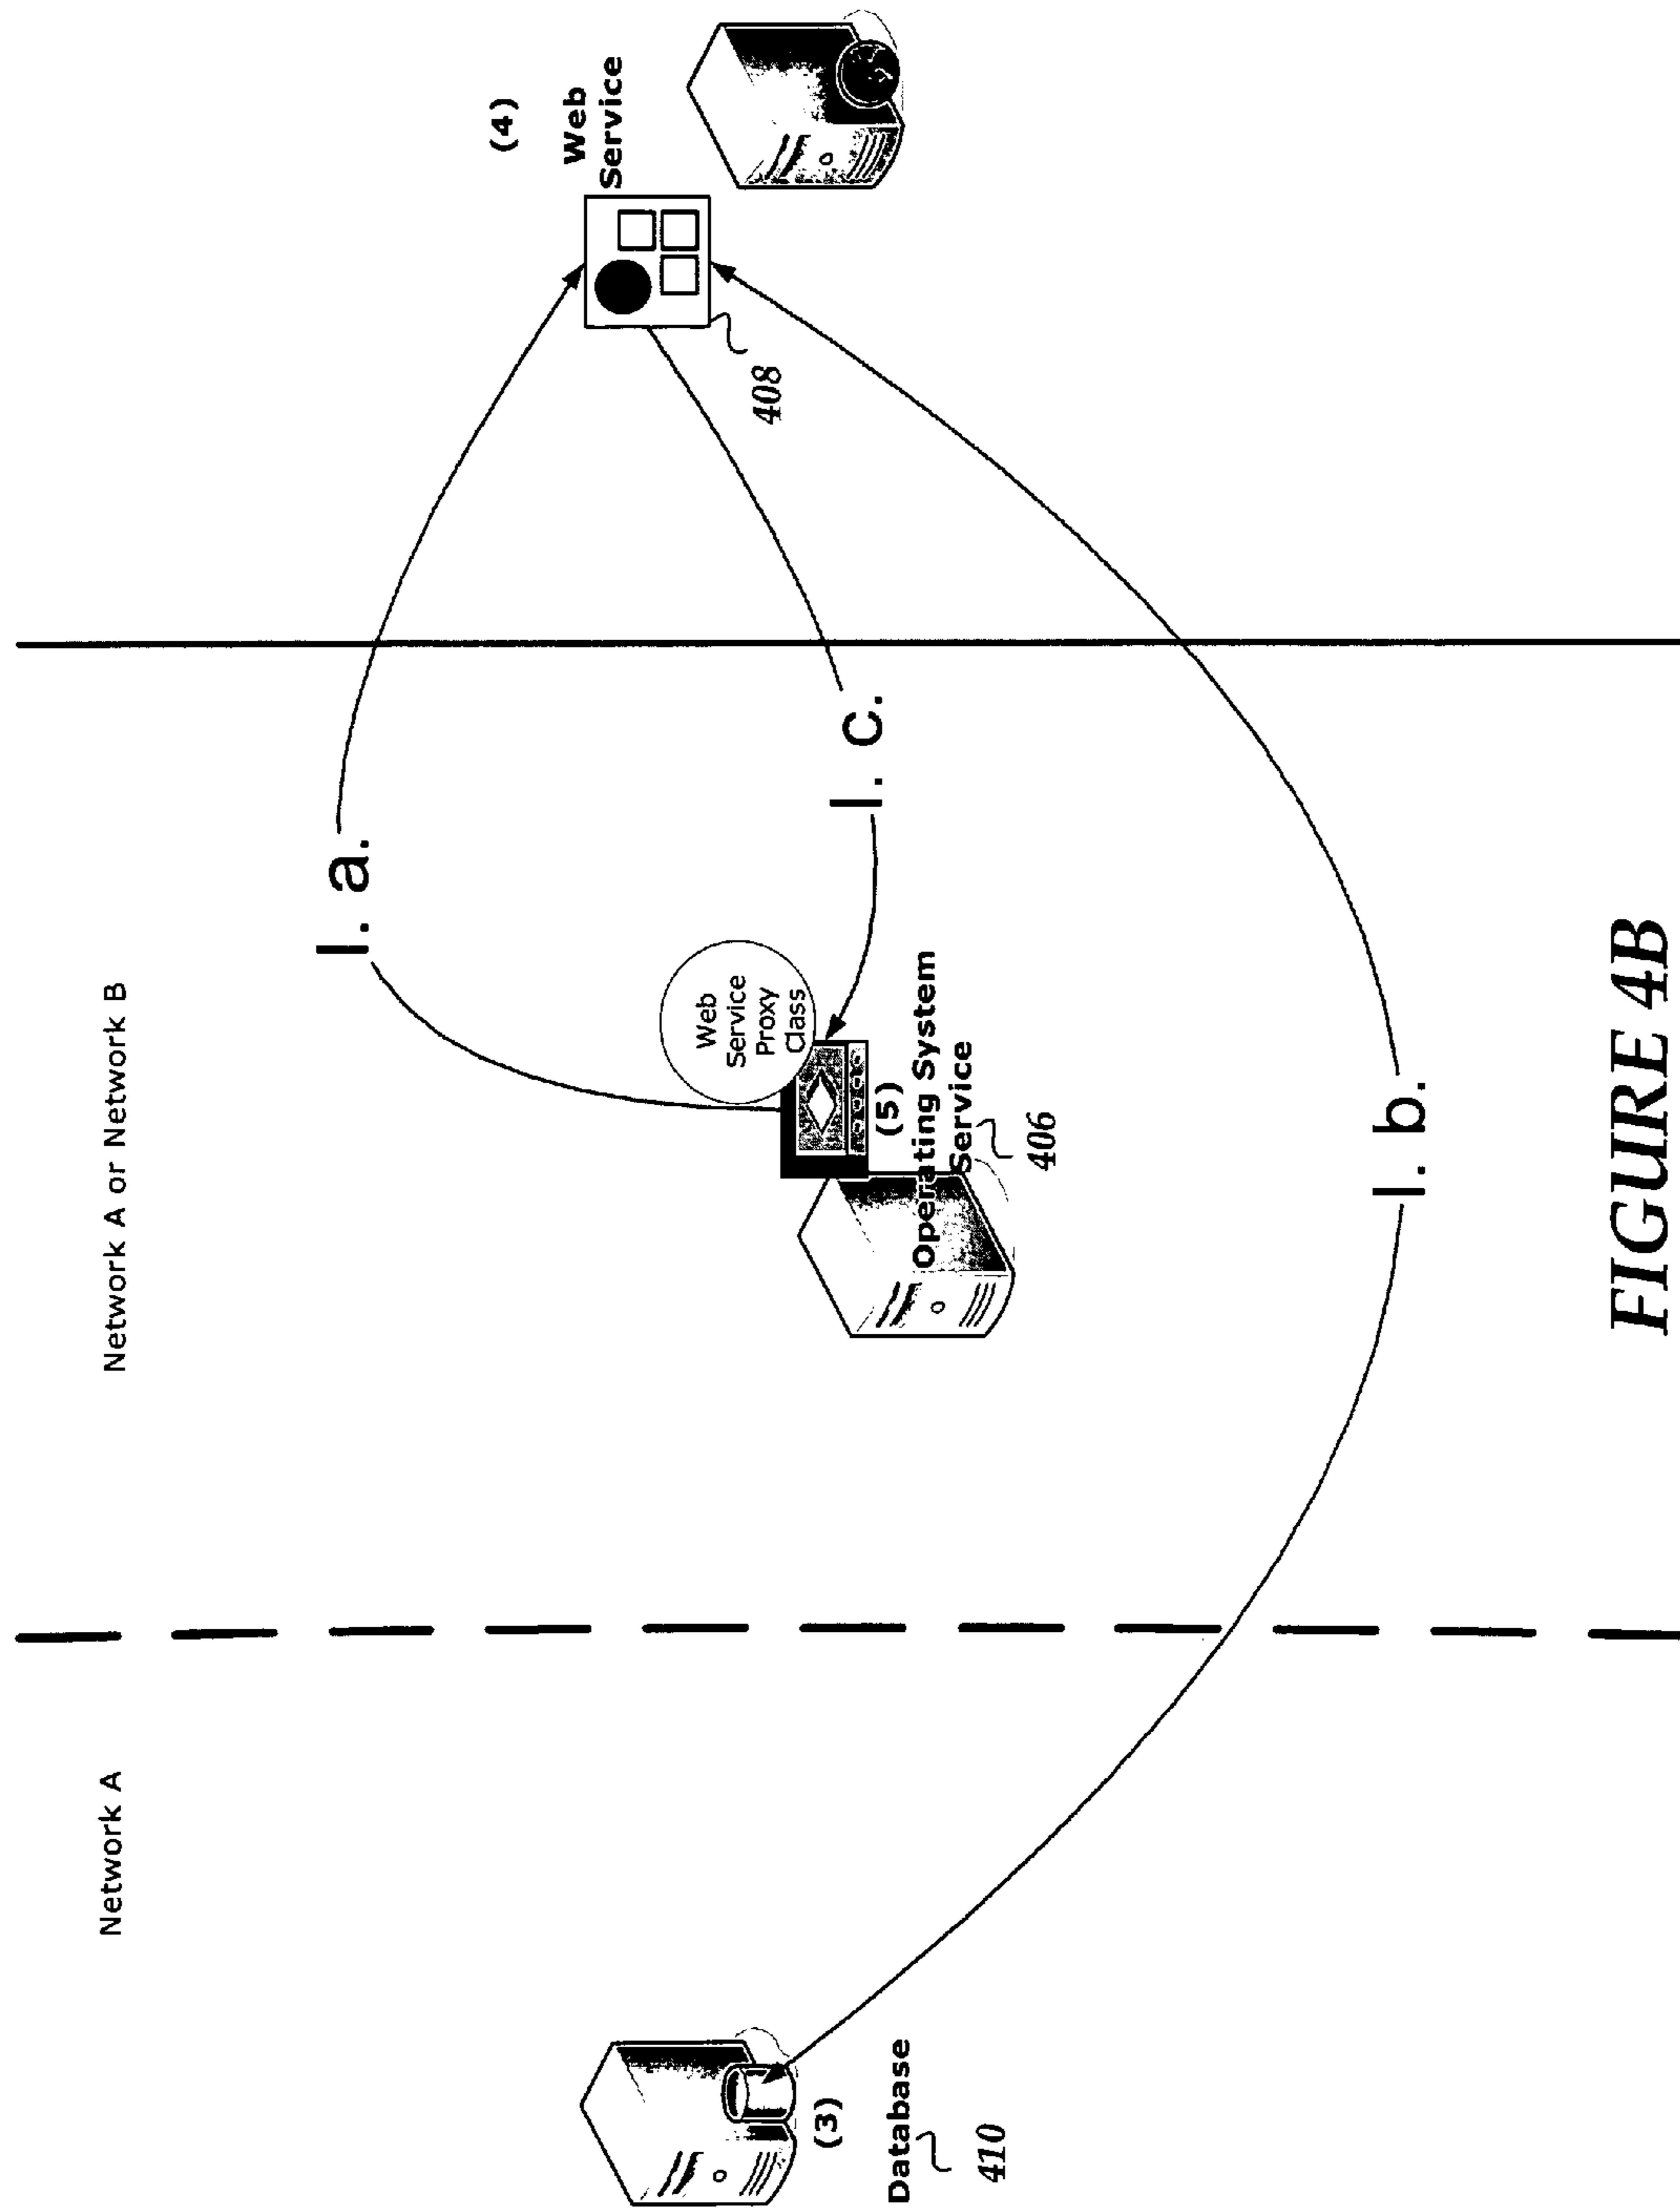 Network A
Network A or Network B
I. a.
(4)
Web
Service
408
Web
Service
Proxy
Class
I. c.
(5)
Operating System
Service
406
(3)
Database
410
I. b.
FIGURE 4B